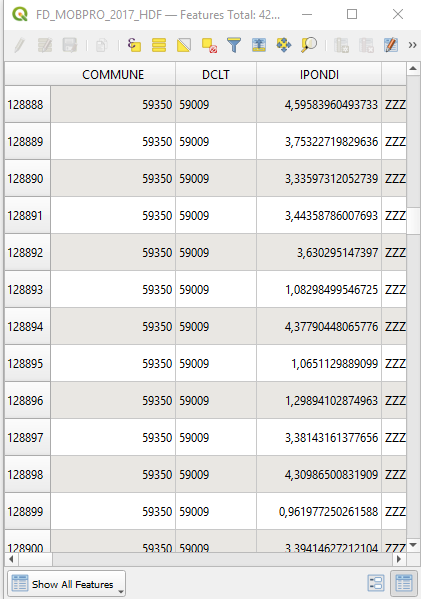 FD_MOBPRO_2017_HDF — Features Total: 42...
COMMUNE DCLT IPONDI
128888 59350 59009 4,59583960493733 ZZZ
128889 59350 59009 3,75322719829636 ZZZ
128890 59350 59009 3,33597312052739 ZZZ
128891 59350 59009 3,44358786007693 ZZZ
128892 59350 59009 3,630295147397 ZZZ
128893 59350 59009 1,08298499546725 ZZZ
128894 59350 59009 4,37790448065776 ZZZ
128895 59350 59009 1,0651129889099 ZZZ
128896 59350 59009 1,29894102874963 ZZZ
128897 59350 59009 3,38143161377656 ZZZ
128898 59350 59009 4,30986500831909 ZZZ
128899 59350 59009 0,961977250261588 ZZZ
128900 59350 59009 3,39414627212104 ZZZ
Show All Features